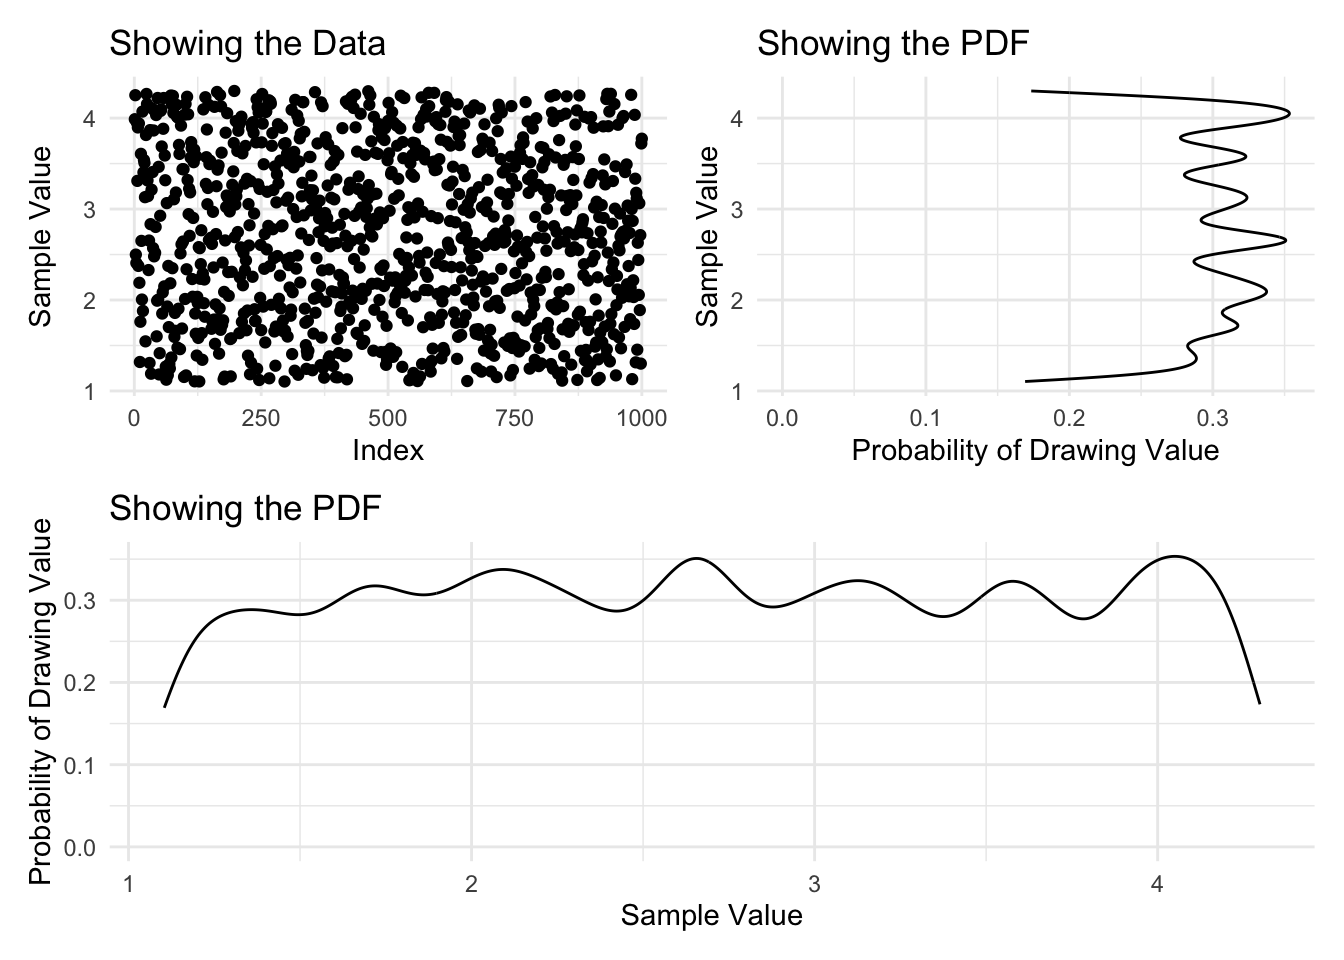 Showing the Data
Sample Value
4
3
2
1
0 250 500 750 1000
Index
Showing the PDF
Sample Value
4
3
2
1
0.0 0.1 0.2 0.3
Probability of Drawing Value
Showing the PDF
Probability of Drawing Value
0.3
0.2
0.1
0.0
1 2 3 4
Sample Value